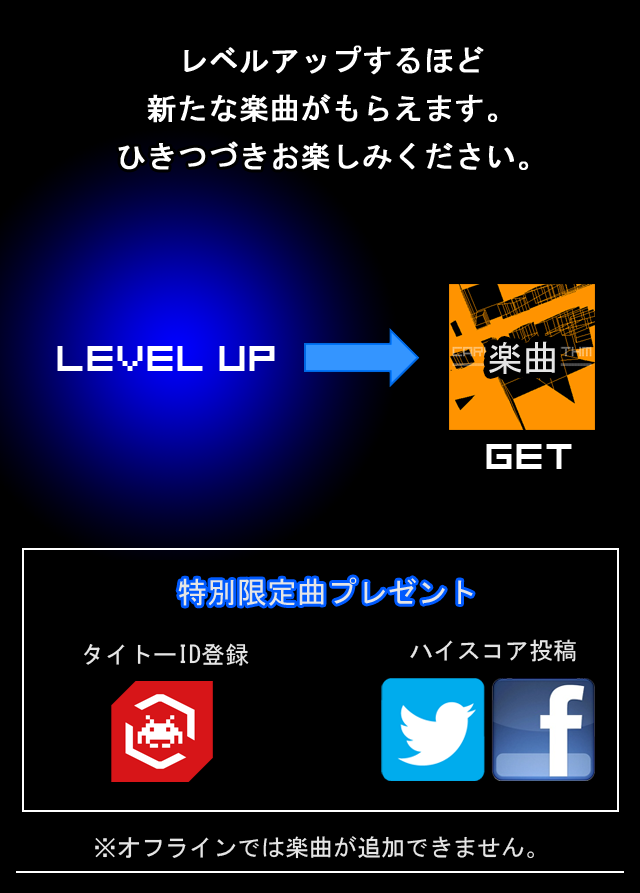 レベルアップするほど
新たな楽曲がもらえます。
ひきつづきお楽しみください。
LEVEL UP
楽曲
GET
特別限定曲プレゼント
タイトーID登録
ハイスコア投稿
※オフラインでは楽曲が追加できません。